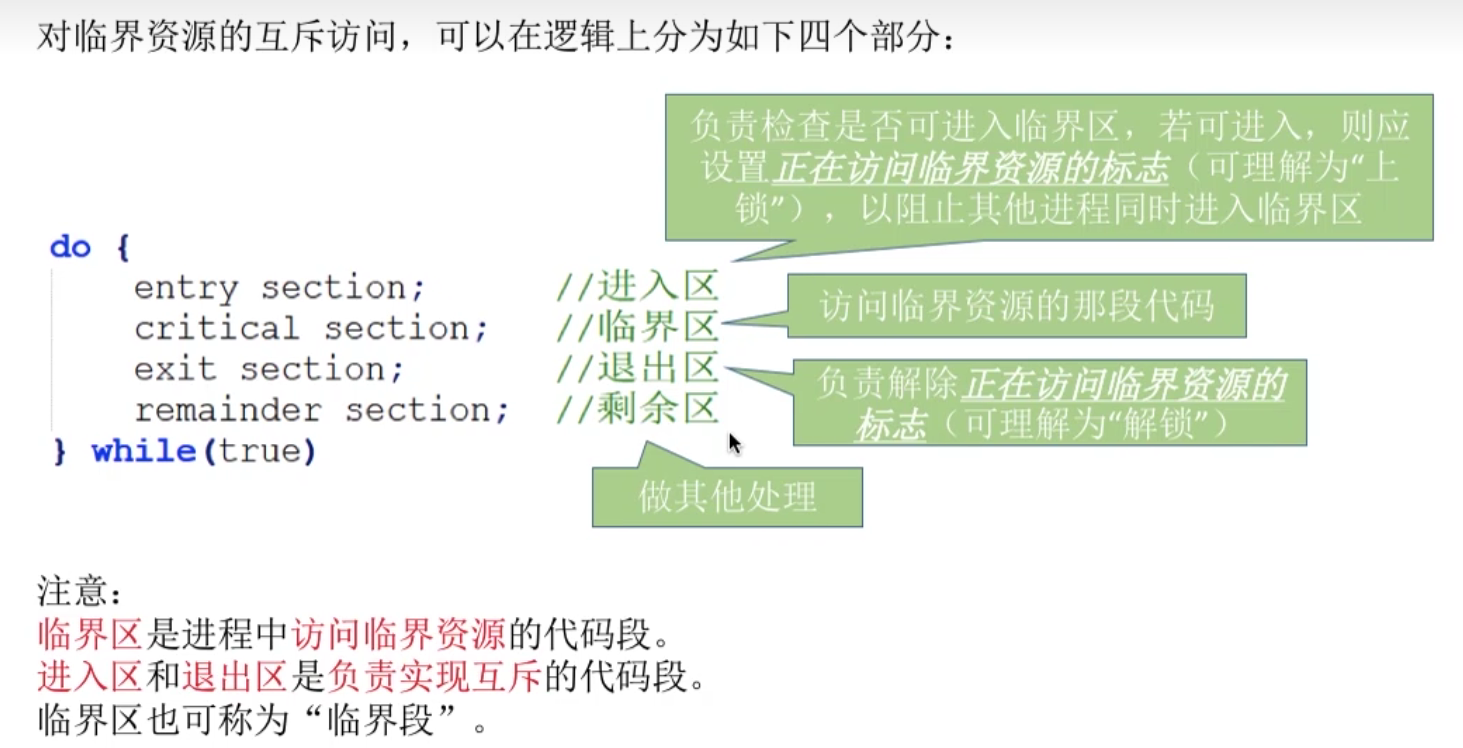 对临界资源的互斥访问，可以在逻辑上分为如下四个部分：
负责检查是否可进入临界区，若可进入，则应
设置正在访问临界资源的标志（可理解为“上
锁”），以阻止其他进程同时进入临界区
do {
entry section; //进入区
critical section; //临界区
exit section; //退出区
remainder section; //剩余区
} while(true)
访问临界资源的那段代码
负责解除正在访问临界资源的
标志（可理解为“解锁”）
做其他处理
注意：
临界区是进程中访问临界资源的代码段。
进入区和退出区是负责实现互斥的代码段。
临界区也可称为“临界段”。